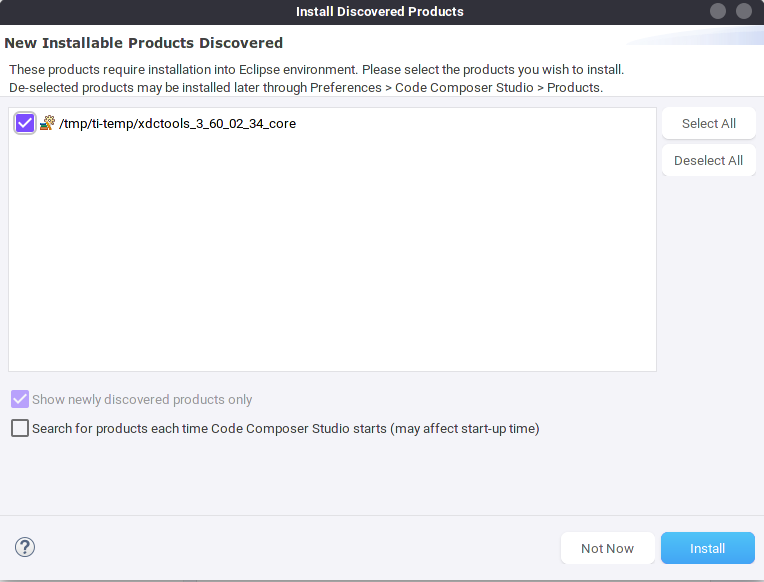 Install Discovered Products
New Installable Products Discovered
These products require installation into Eclipse environment. Please select the products you wish to install.
De-selected products may be installed later through Preferences > Code Composer Studio > Products.
/tmp/ti-temp/xdctools_3_60_02_34_core
Select All
Deselect All
Show newly discovered products only
Search for products each time Code Composer Studio starts (may affect start-up time)
?
Not Now
Install